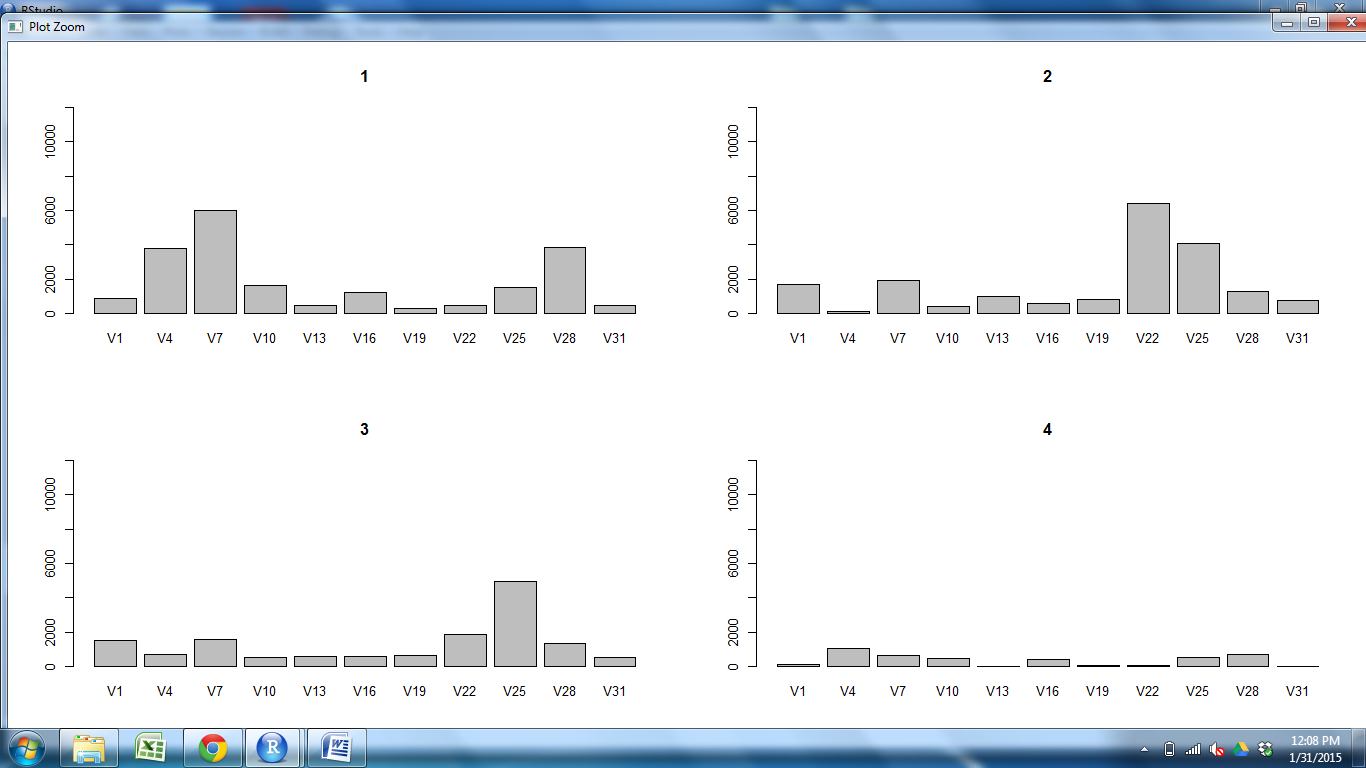 RStudio
Plot Zoom
1
0 2000 6000 10000
V1 V4 V7 V10 V13 V16 V19 V22 V25 V28 V31
2
0 2000 6000 10000
V1 V4 V7 V10 V13 V16 V19 V22 V25 V28 V31
3
0 2000 6000 10000
V1 V4 V7 V10 V13 V16 V19 V22 V25 V28 V31
4
0 2000 6000 10000
V1 V4 V7 V10 V13 V16 V19 V22 V25 V28 V31
R
W
12:08 PM
1/31/2015